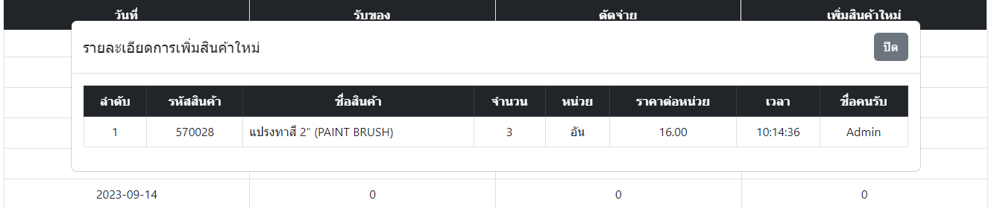 วันที่ รับของ ตัดจ่าย เพิ่มสินค้าใหม่
รายละเอียดการเพิ่มสินค้าใหม่ ปิด
ลำดับ รหัสสินค้า ชื่อสินค้า จำนวน หน่วย ราคาต่อหน่วย เวลา ชื่อคนรับ
1 570028 แปรงทาสี 2" (PAINT BRUSH) 3 อัน 16.00 10:14:36 Admin
2023-09-14 0 0 0